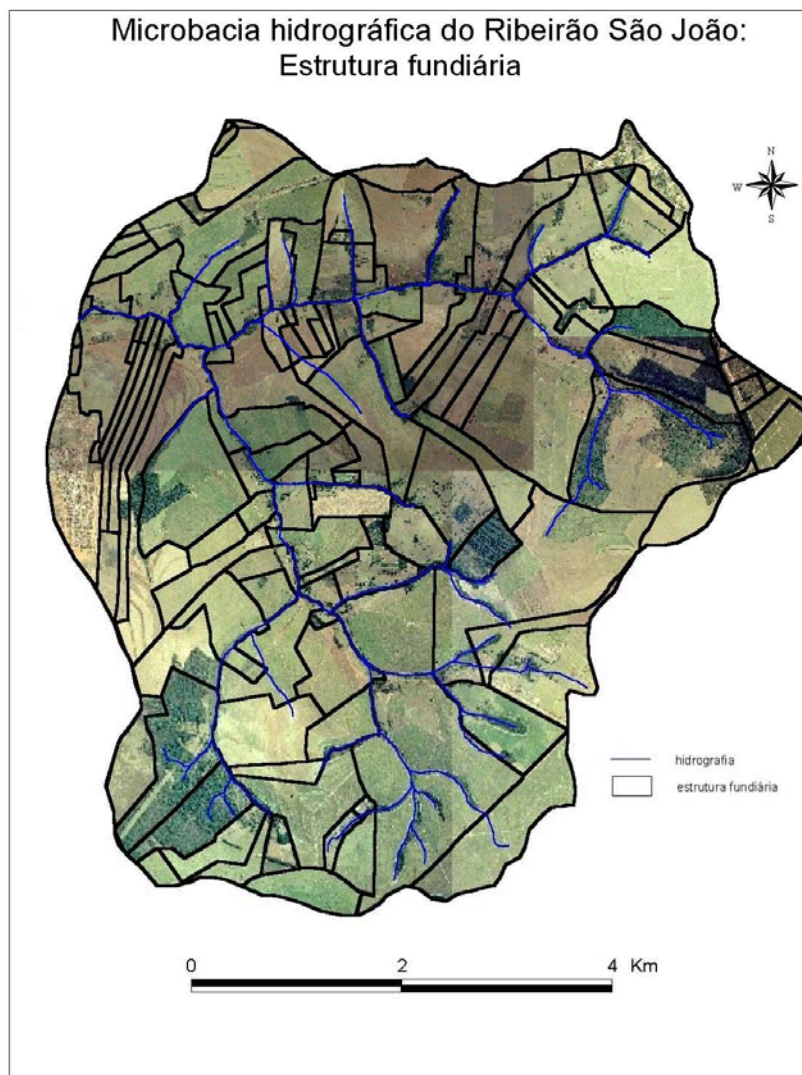 Microbacia hidrográfica do Ribeirão São João:
Estrutura fundiária
N
W
S
hidrografia
estrutura fundiária
0 2 4 Km